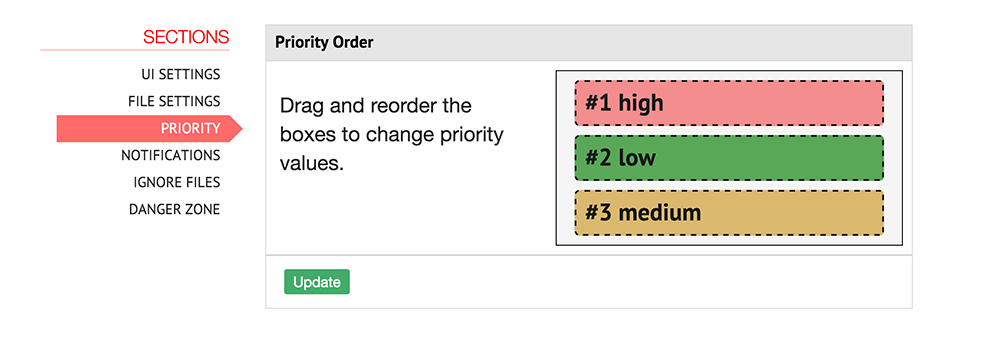 SECTIONS
UI SETTINGS
FILE SETTINGS
PRIORITY
NOTIFICATIONS
IGNORE FILES
DANGER ZONE
Priority Order
Drag and reorder the
boxes to change priority
values.
#1 high
#2 low
#3 medium
Update